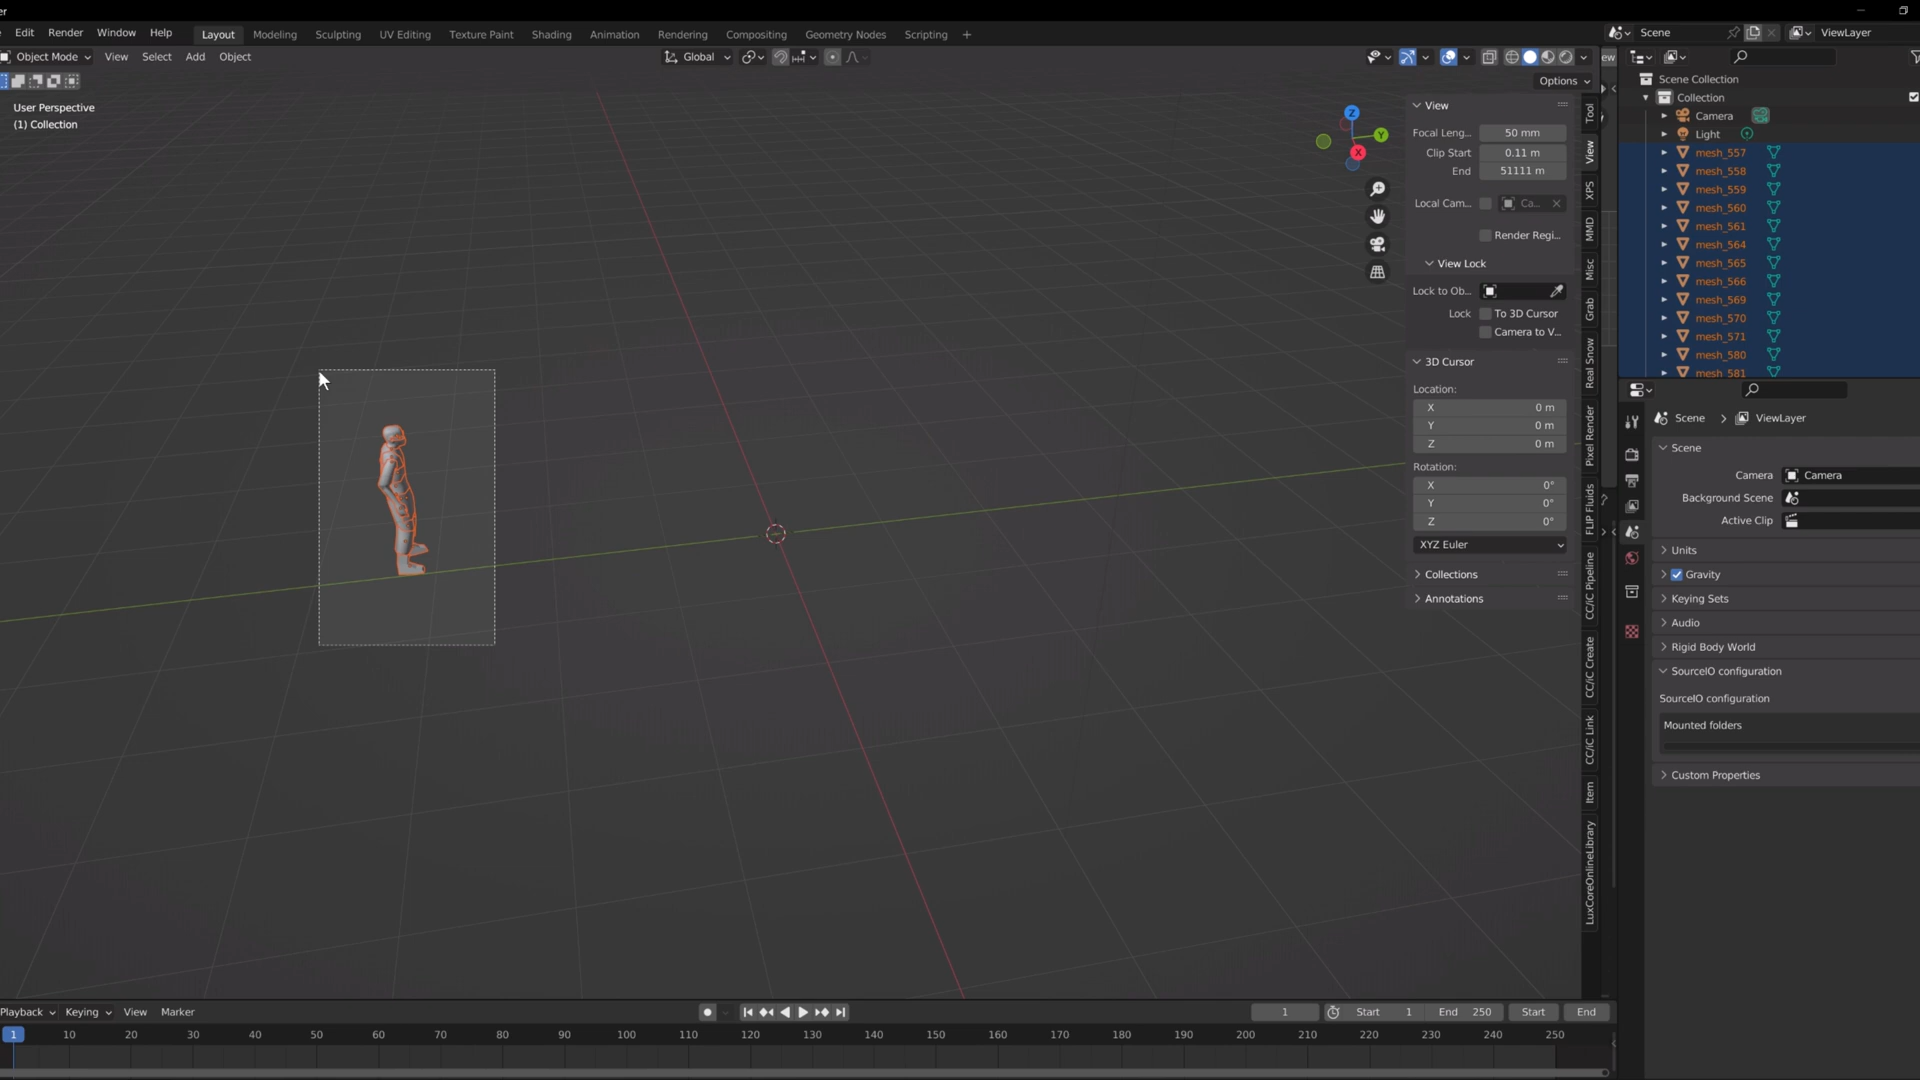 er
Edit Render Window Help Layout Modeling Sculpting UV Editing Texture Paint Shading Animation Rendering Compositing Geometry Nodes Scripting + Scene ViewLayer
Object Mode View Select Add Object Global ew
Options
User Perspective
(1) Collection
View
Focal Leng... 50 mm
Clip Start 0.11 m
End 51111 m
Local Cam... Ca...
Render Regi...
View Lock
Lock to Ob...
Lock To 3D Cursor
Camera to V...
3D Cursor
Location:
X 0 m
Y 0 m
Z 0 m
Rotation:
X 0°
Y 0°
Z 0°
XYZ Euler
Collections
Annotations
Z
Y
X
Tool
View
XPS
MMD
Misc
Grab
Real Snow
Pixel Render
FLIP Fluids
CC/iC Pipeline
CC/iC Create
CC/iC Link
Item
LuxCoreOnlineLibrary
Scene Collection
Collection
Camera
Light
mesh_557
mesh_558
mesh_559
mesh_560
mesh_561
mesh_564
mesh_565
mesh_566
mesh_569
mesh_570
mesh_571
mesh_580
mesh_581
Scene > ViewLayer
Scene
Camera Camera
Background Scene
Active Clip
Units
Gravity
Keying Sets
Audio
Rigid Body World
SourceIO configuration
SourceIO configuration
Mounted folders
Custom Properties
Playback Keying View Marker 1 Start 1 End 250 Start End
1 10 20 30 40 50 60 70 80 90 100 110 120 130 140 150 160 170 180 190 200 210 220 230 240 250